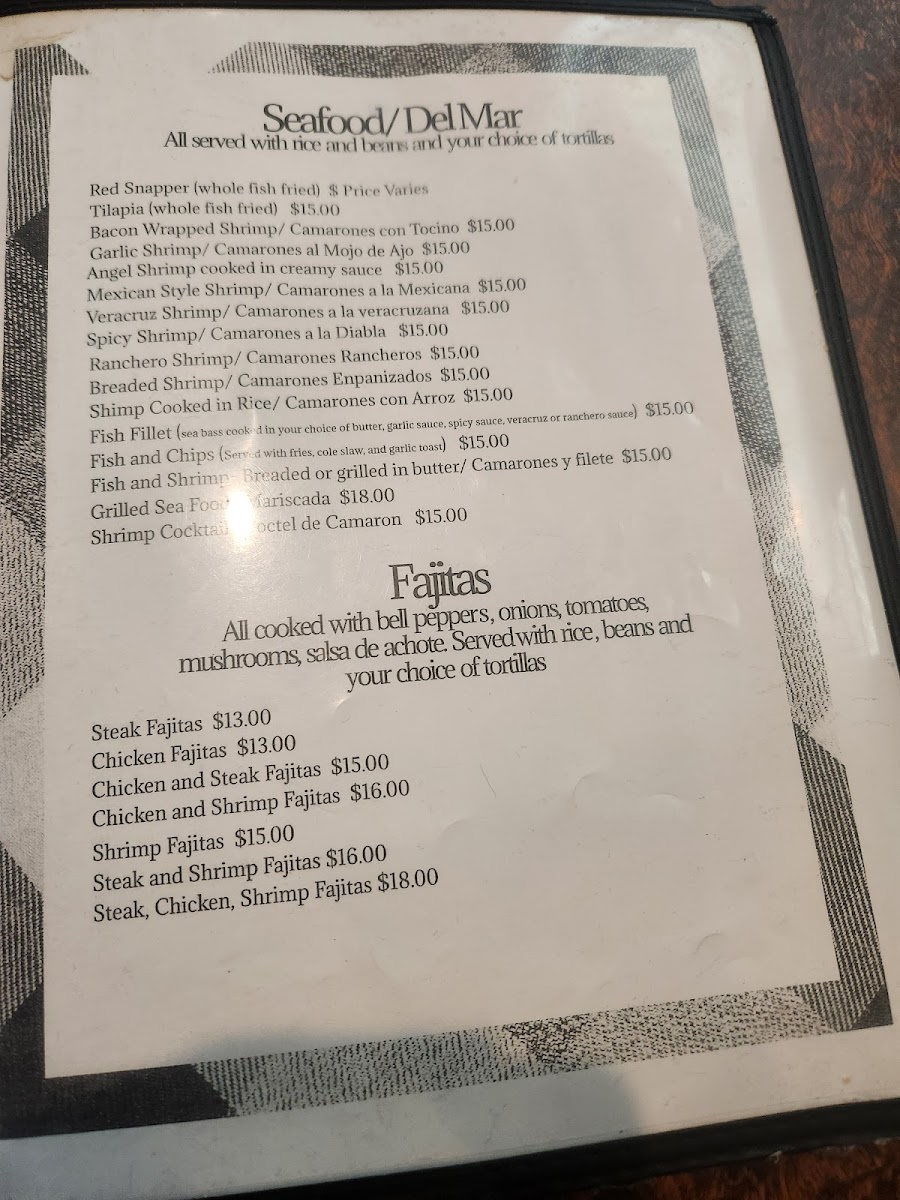 Seafood/ Del Mar
All served with rice and beans and your choice of tortillas
Red Snapper (whole fish fried) $ Price Varies
Tilapia (whole fish fried) $15.00
Bacon Wrapped Shrimp/ Camarones con Tocino $15.00
Garlic Shrimp/ Camarones al Mojo de Ajo $15.00
Angel Shrimp cooked in creamy sauce $15.00
Mexican Style Shrimp/ Camarones a la Mexicana $15.00
Veracruz Shrimp/ Camarones a la veracruzana $15.00
Spicy Shrimp/ Camarones a la Diabla $15.00
Ranchero Shrimp/ Camarones Rancheros $15.00
Breaded Shrimp/ Camarones Enpanizados $15.00
Shimp Cooked in Rice/ Camarones con Arroz $15.00
Fish Fillet (sea bass cooked in your choice of butter, garlic sauce, spicy sauce, veracruz or ranchero sauce) $15.00
Fish and Chips (Served with fries, cole slaw, and garlic toast) $15.00
Fish and Shrimp- Breaded or grilled in butter/ Camarones y filete $15.00
Grilled Sea Food Mariscada $18.00
Shrimp Cocktail Coctel de Camaron $15.00
Fajitas
All cooked with bell peppers, onions, tomatoes,
mushrooms, salsa de achote. Served with rice, beans and
your choice of tortillas
Steak Fajitas $13.00
Chicken Fajitas $13.00
Chicken and Steak Fajitas $15.00
Chicken and Shrimp Fajitas $16.00
Shrimp Fajitas $15.00
Steak and Shrimp Fajitas $16.00
Steak, Chicken, Shrimp Fajitas $18.00